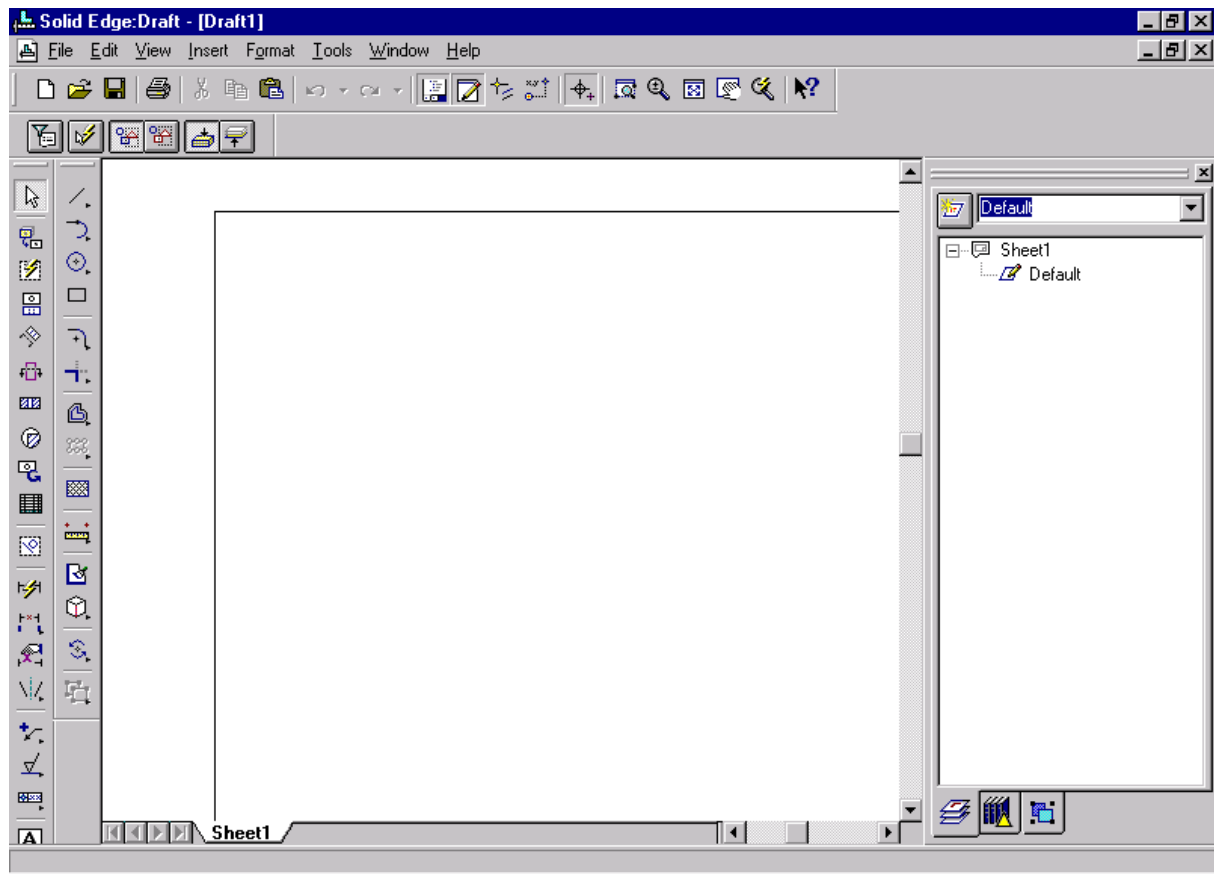 Solid Edge:Draft - [Draft1]
File Edit View Insert Format Tools Window Help
Default
Sheet1
Default
A
Sheet1